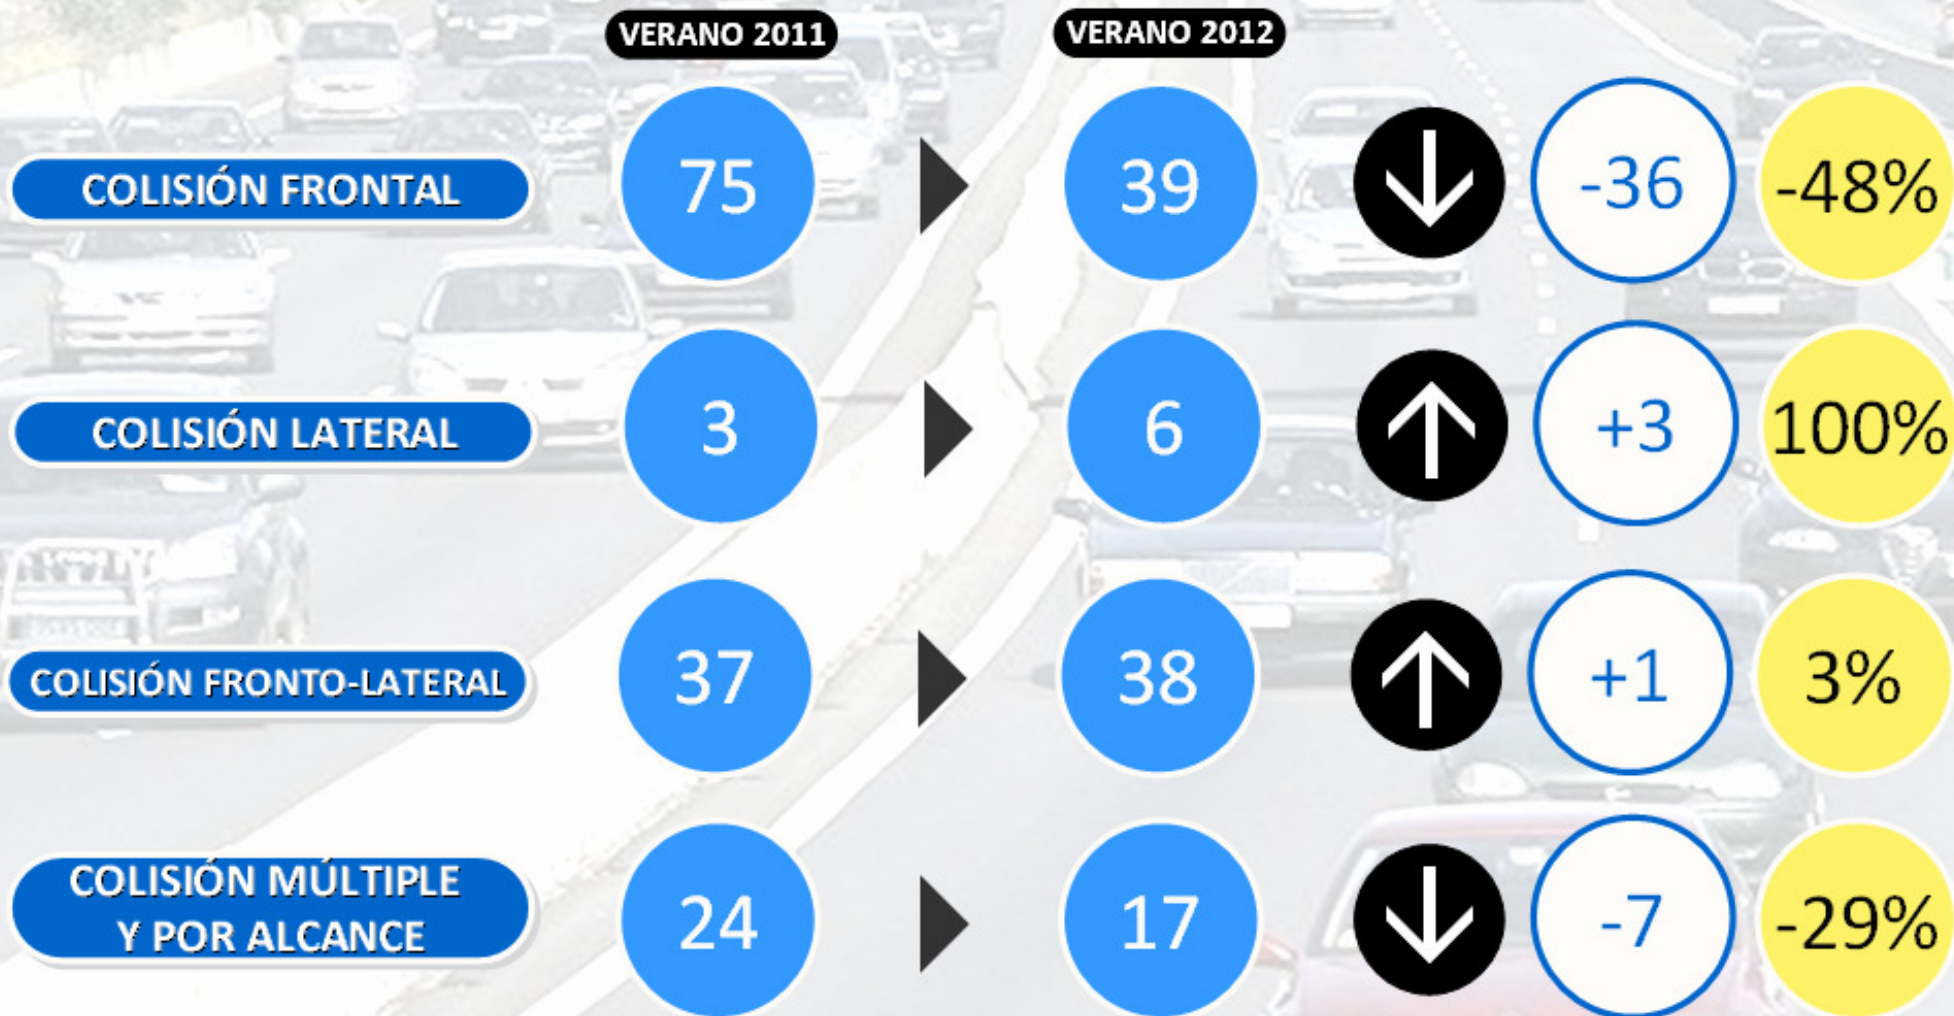 VERANO 2011 VERANO 2012
COLISIÓN FRONTAL 75 39 -36 -48%
COLISIÓN LATERAL 3 6 +3 100%
COLISIÓN FRONTO-LATERAL 37 38 +1 3%
COLISIÓN MÚLTIPLE
Y POR ALCANCE 24 17 -7 -29%